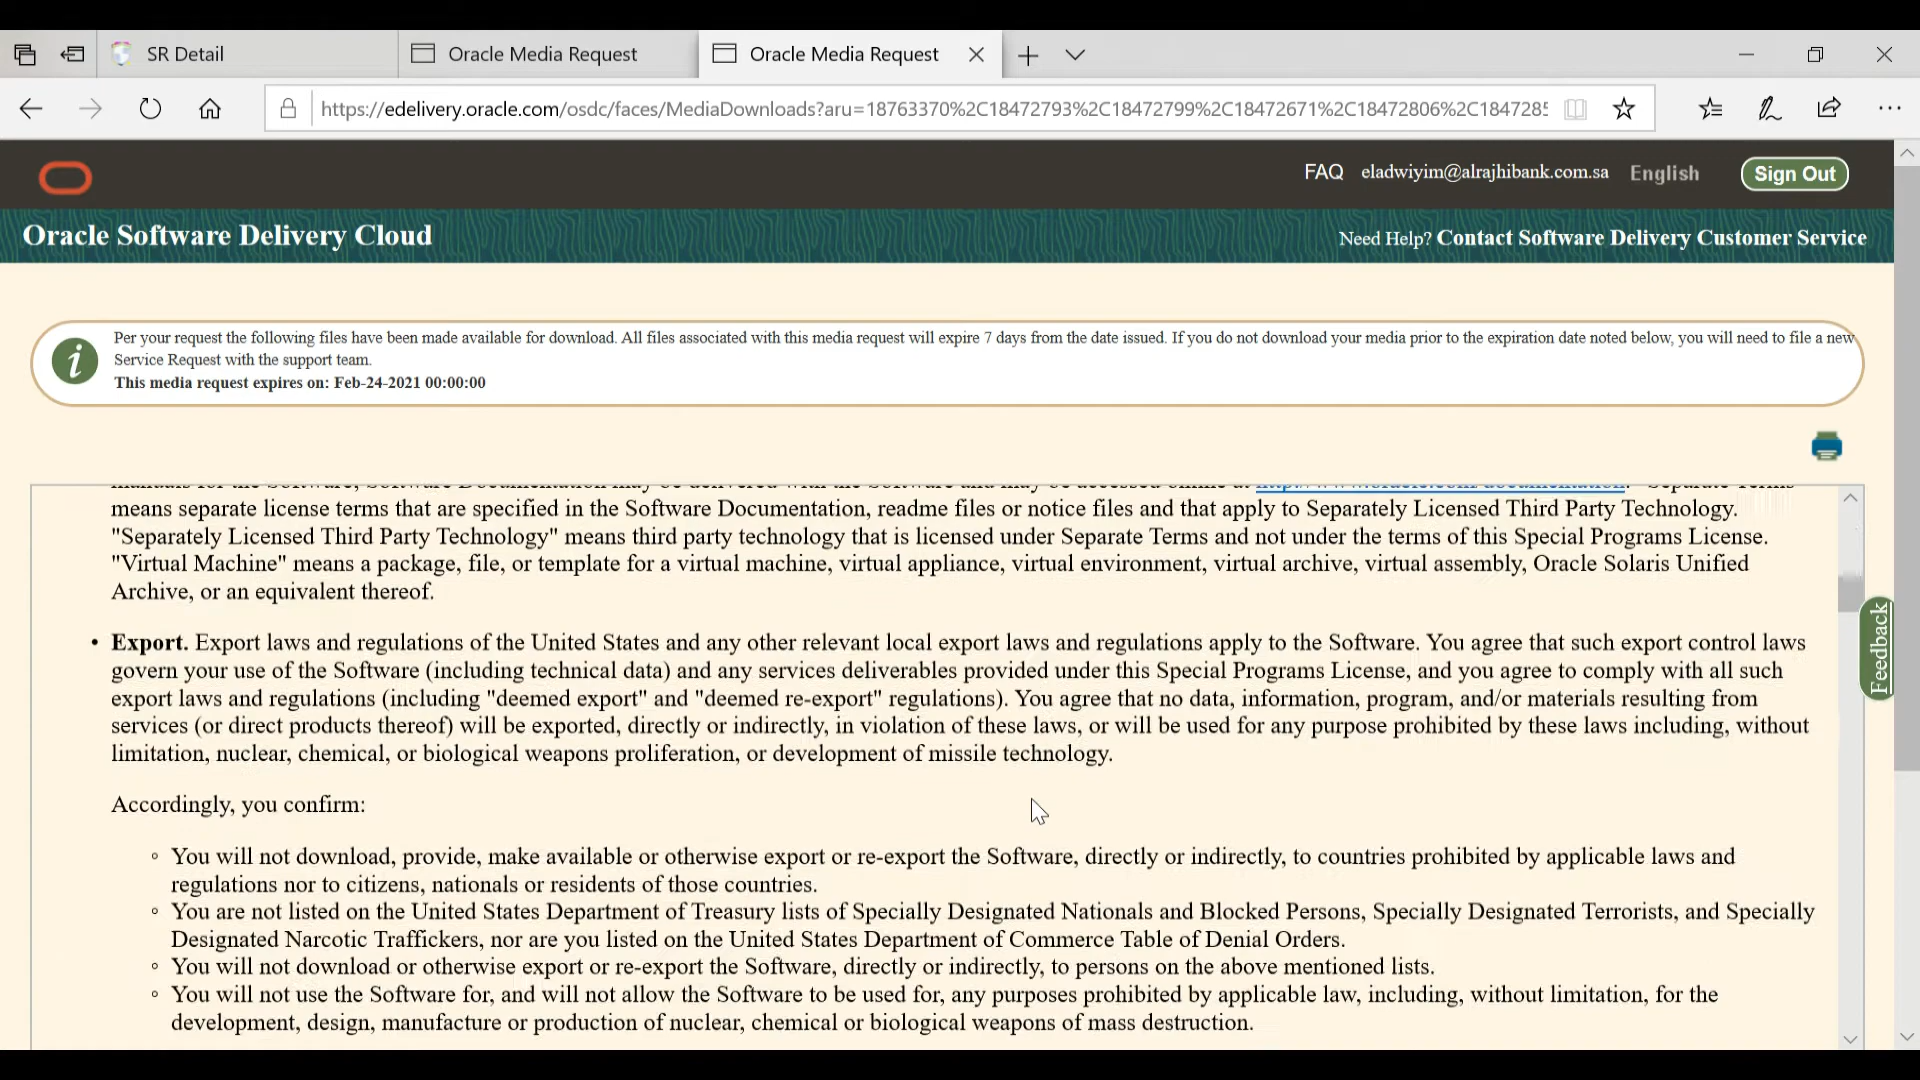 SR Detail
Oracle Media Request
Oracle Media Request
https://edelivery.oracle.com/osdc/faces/MediaDownloads?aru=18763370%2C18472793%2C18472799%2C18472671%2C18472806%2C1847285
FAQ eladwiyim@alrajhibank.com.sa English Sign Out
Oracle Software Delivery Cloud
Need Help? Contact Software Delivery Customer Service
Per your request the following files have been made available for download. All files associated with this media request will expire 7 days from the date issued. If you do not download your media prior to the expiration date noted below, you will need to file a new
Service Request with the support team.
This media request expires on: Feb-24-2021 00:00:00
means separate license terms that are specified in the Software Documentation, readme files or notice files and that apply to Separately Licensed Third Party Technology.
"Separately Licensed Third Party Technology" means third party technology that is licensed under Separate Terms and not under the terms of this Special Programs License.
"Virtual Machine" means a package, file, or template for a virtual machine, virtual appliance, virtual environment, virtual archive, virtual assembly, Oracle Solaris Unified
Archive, or an equivalent thereof.
• Export. Export laws and regulations of the United States and any other relevant local export laws and regulations apply to the Software. You agree that such export control laws
govern your use of the Software (including technical data) and any services deliverables provided under this Special Programs License, and you agree to comply with all such
export laws and regulations (including "deemed export" and "deemed re-export" regulations). You agree that no data, information, program, and/or materials resulting from
services (or direct products thereof) will be exported, directly or indirectly, in violation of these laws, or will be used for any purpose prohibited by these laws including, without
limitation, nuclear, chemical, or biological weapons proliferation, or development of missile technology.
Feedback
Accordingly, you confirm:
◦ You will not download, provide, make available or otherwise export or re-export the Software, directly or indirectly, to countries prohibited by applicable laws and
regulations nor to citizens, nationals or residents of those countries.
◦ You are not listed on the United States Department of Treasury lists of Specially Designated Nationals and Blocked Persons, Specially Designated Terrorists, and Specially
Designated Narcotic Traffickers, nor are you listed on the United States Department of Commerce Table of Denial Orders.
◦ You will not download or otherwise export or re-export the Software, directly or indirectly, to persons on the above mentioned lists.
◦ You will not use the Software for, and will not allow the Software to be used for, any purposes prohibited by applicable law, including, without limitation, for the
development, design, manufacture or production of nuclear, chemical or biological weapons of mass destruction.